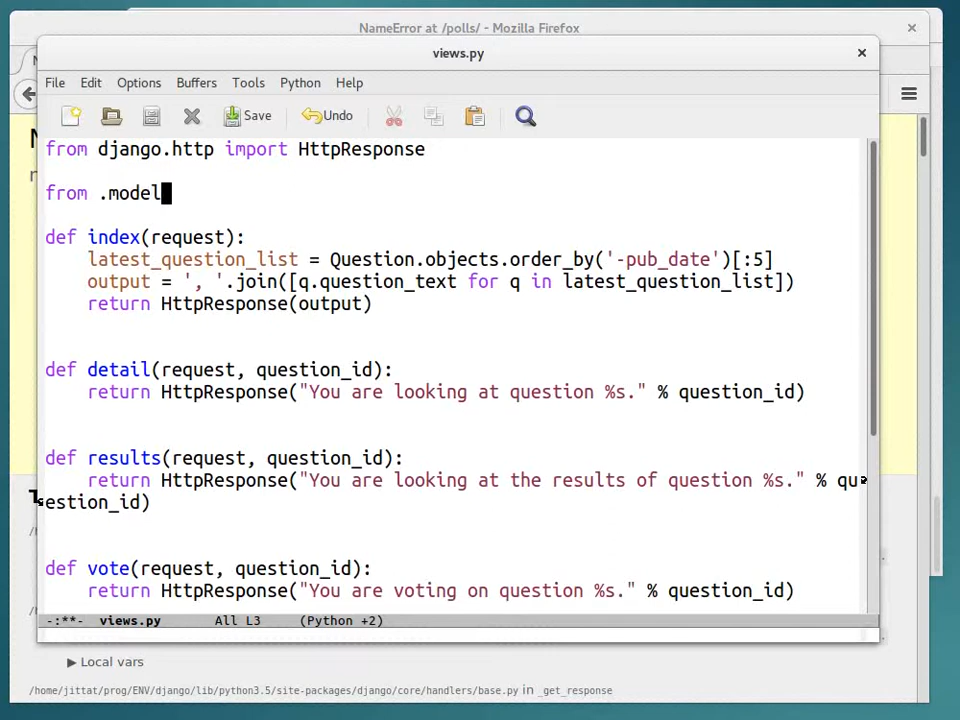 NameError at /polls/ - Mozilla Firefox
views.py
File Edit Options Buffers Tools Python Help
Save Undo
from django.http import HttpResponse
from .model
def index(request):
latest_question_list = Question.objects.order_by('-pub_date')[:5]
output = ', '.join([q.question_text for q in latest_question_list])
return HttpResponse(output)
def detail(request, question_id):
return HttpResponse("You are looking at question %s." % question_id)
def results(request, question_id):
return HttpResponse("You are looking at the results of question %s." % qu
estion_id)
def vote(request, question_id):
return HttpResponse("You are voting on question %s." % question_id)
-:**- views.py All L3 (Python +2)
▶ Local vars
/home/jittat/prog/ENV/django/lib/python3.5/site-packages/django/core/handlers/base.py in _get_response